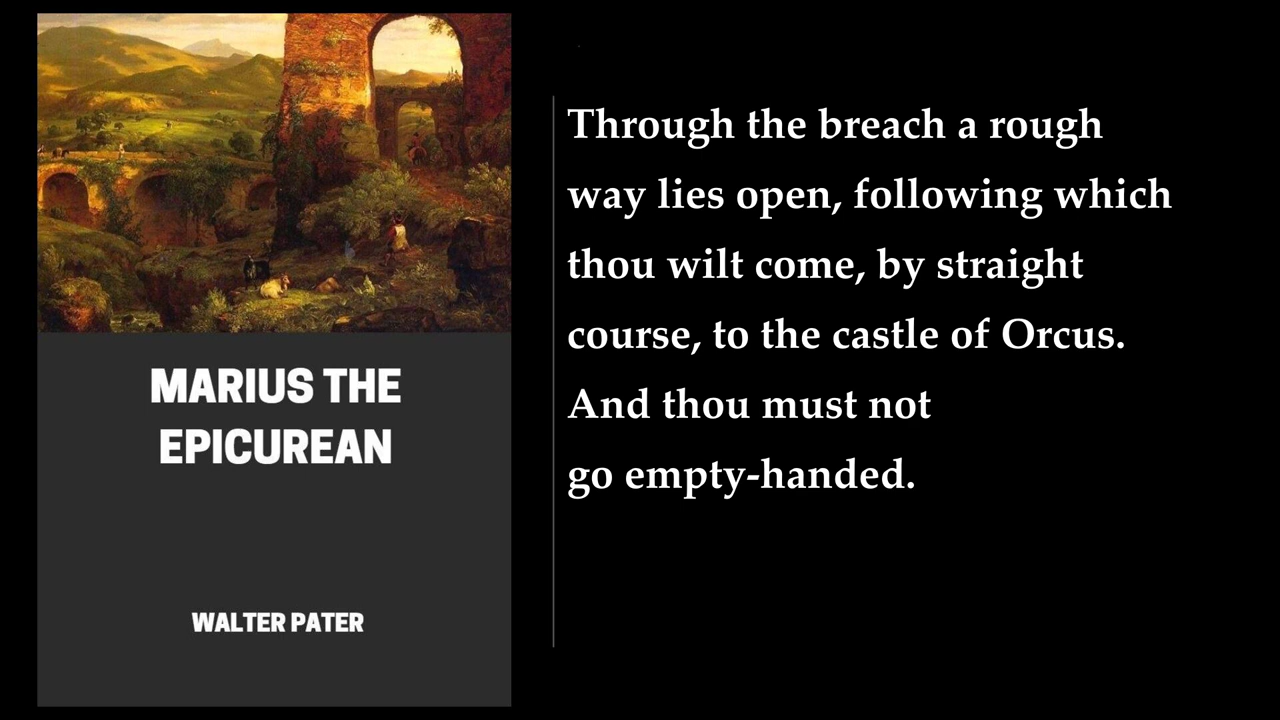 MARIUS THE
EPICUREAN
WALTER PATER
Through the breach a rough
way lies open, following which
thou wilt come, by straight
course, to the castle of Orcus.
And thou must not
go empty-handed.